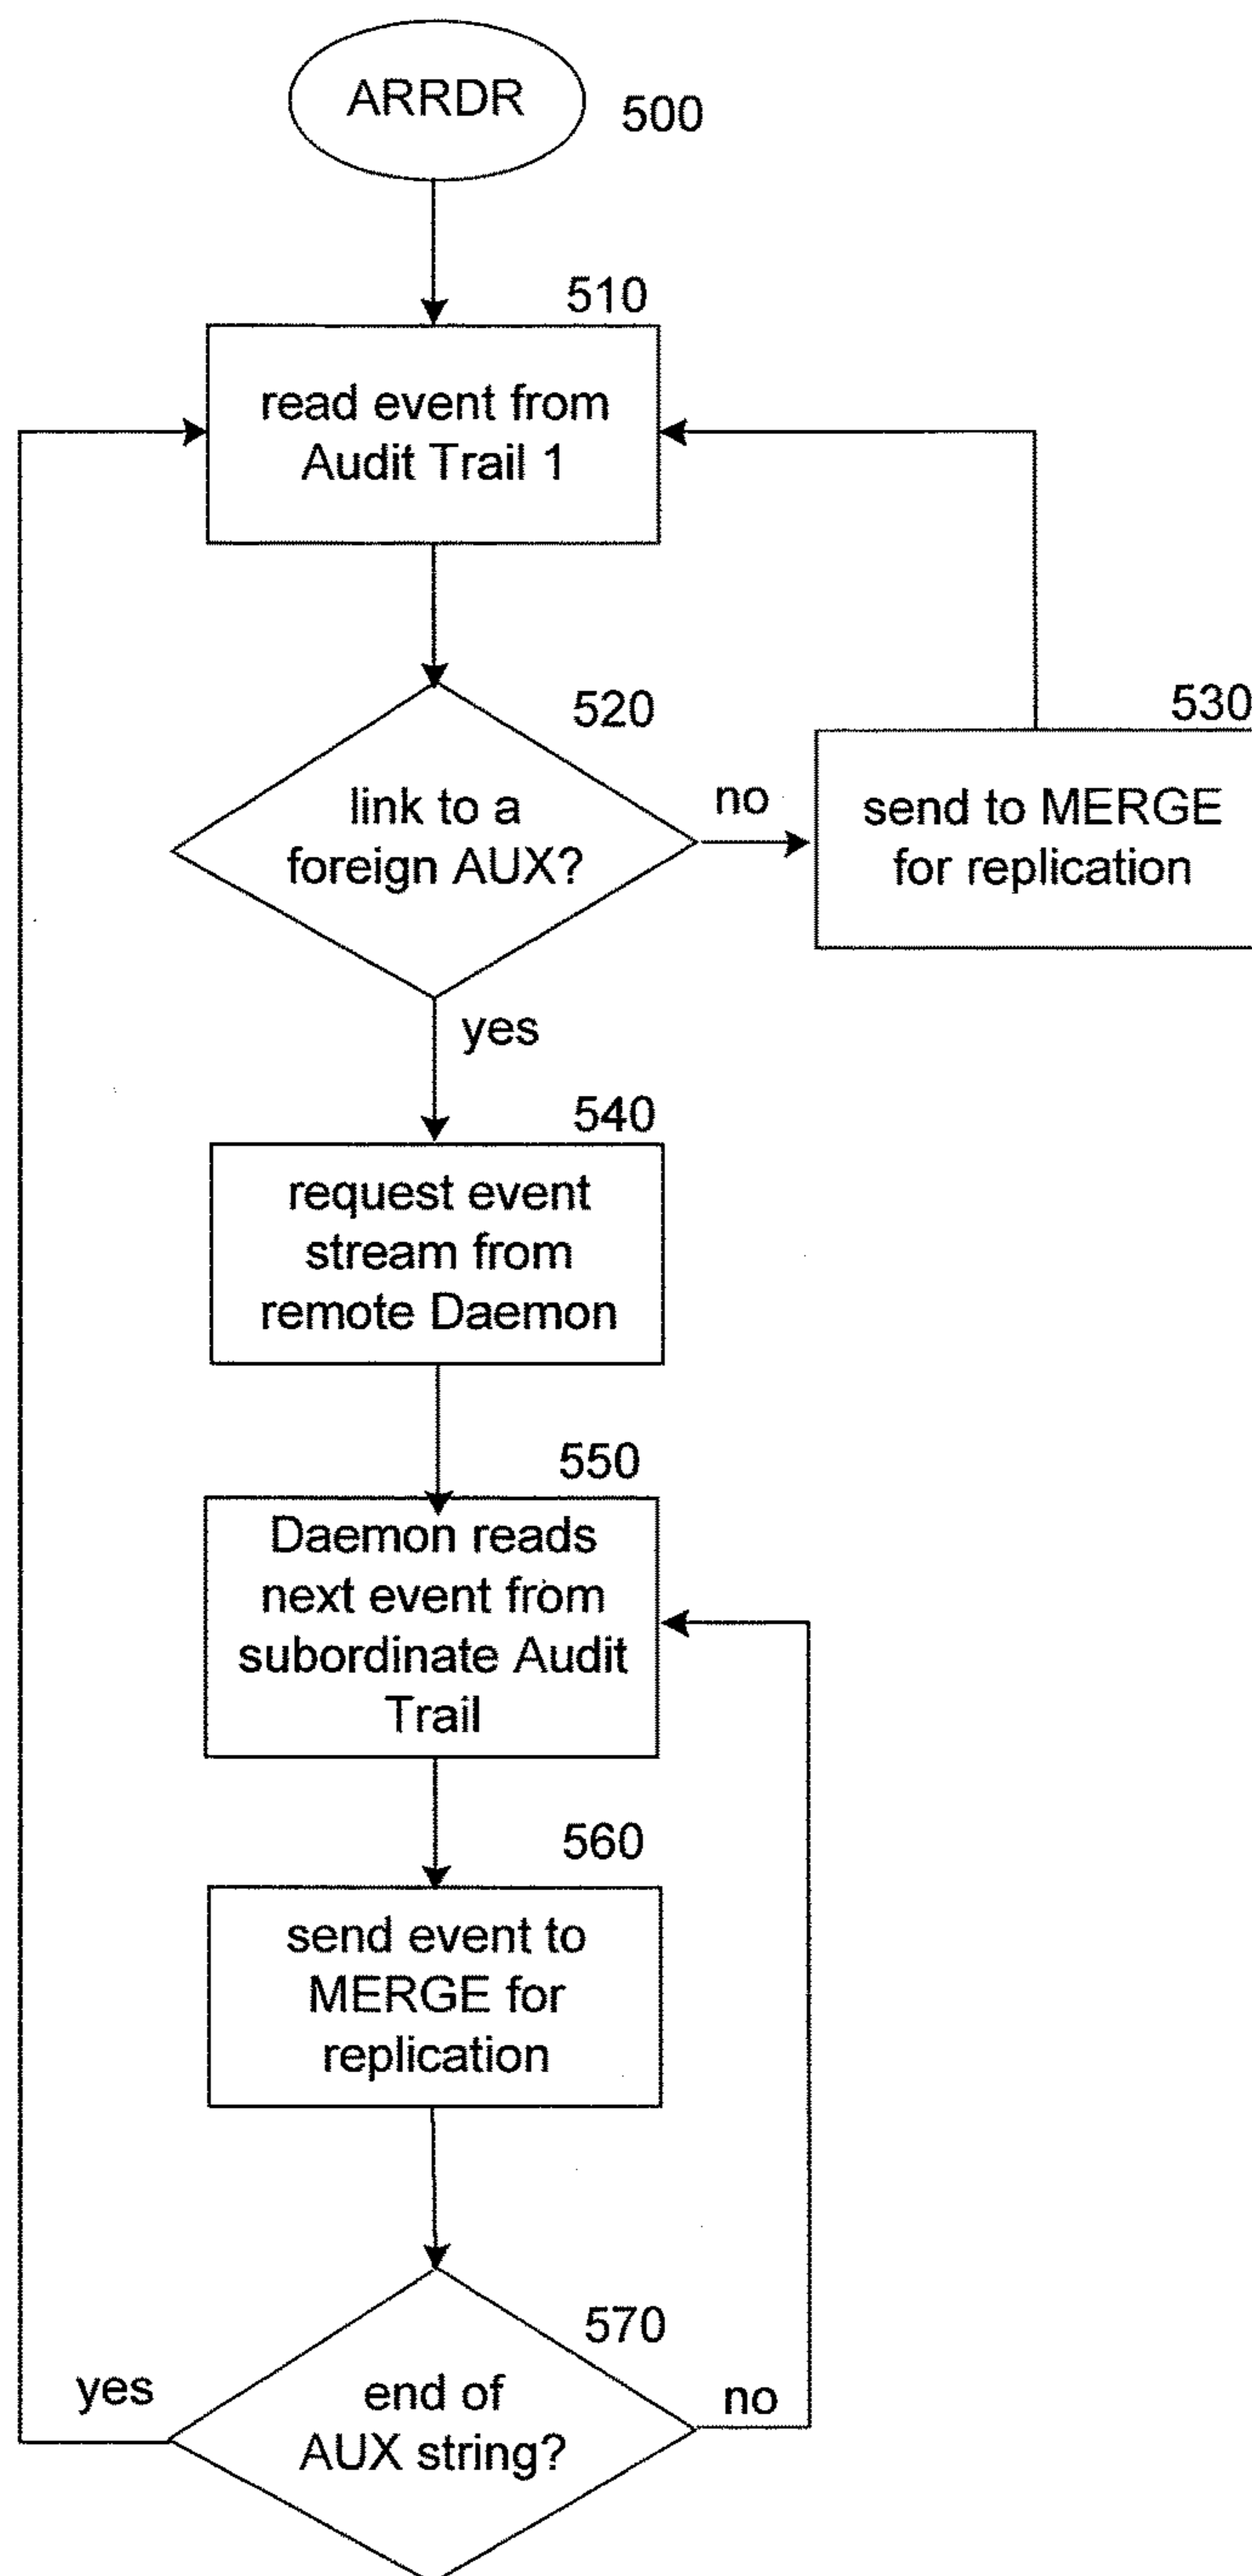 ARRDR
500
510
read event from
Audit Trail 1
520
link to a
foreign AUX?
no
530
send to MERGE
for replication
yes
540
request event
stream from
remote Daemon
550
Daemon reads
next event from
subordinate Audit
Trail
560
send event to
MERGE for
replication
570
end of
AUX string?
yes
no